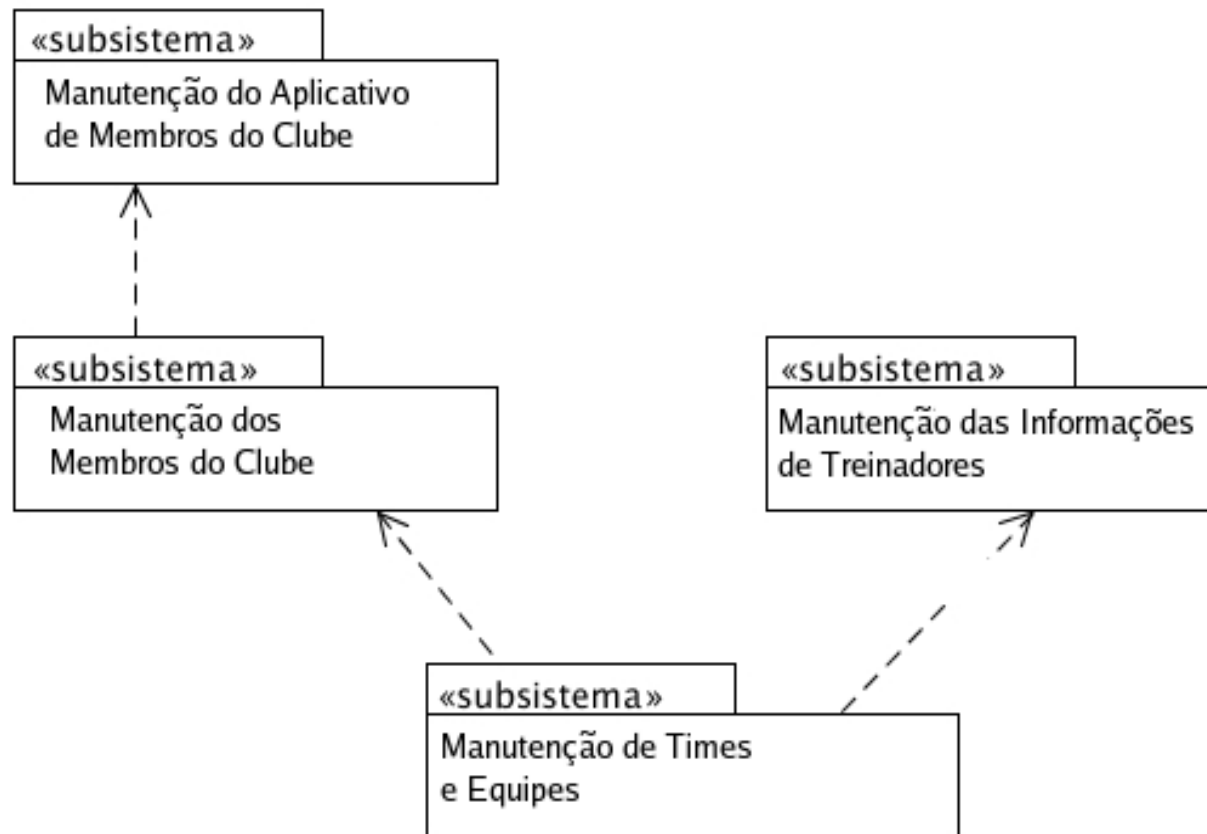 «subsistema»
Manutenção do Aplicativo
de Membros do Clube
«subsistema»
Manutenção dos
Membros do Clube
«subsistema»
Manutenção das Informações
de Treinadores
«subsistema»
Manutenção de Times
e Equipes